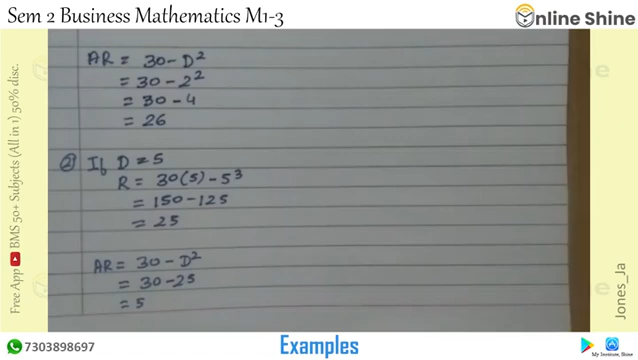 Sem 2 Business Mathematics M1-3
Online Shine
Free App BMS 50+ Subjects (All in 1) 50% disc.
AR = 30 - D²
= 30 - 2²
= 30 - 4
= 26
② If D = 5
R = 30(5) - 5³
= 150 - 125
= 25
AR = 30 - D²
= 30 - 25
= 5
Jones_Ja
7303898697
Examples
My Institute, Shine